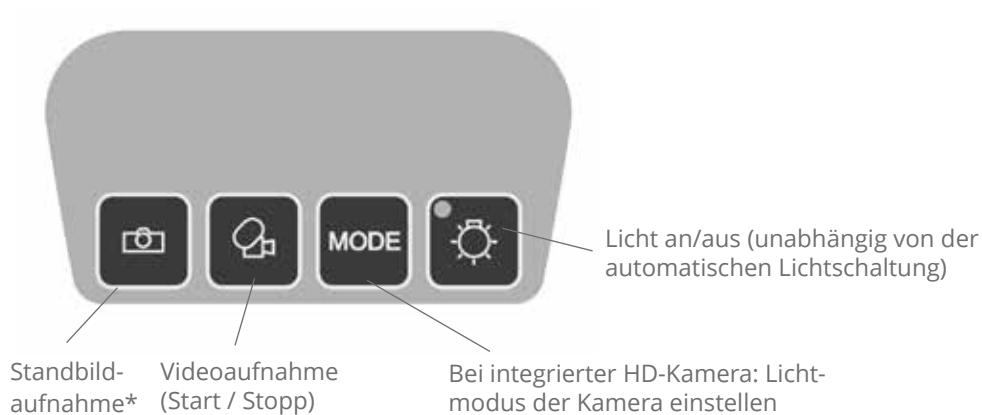 MODE
Licht an/aus (unabhängig von der
automatischen Lichtschaltung)
Standbild-
aufnahme*
Videoaufnahme
(Start / Stopp)
Bei integrierter HD-Kamera: Licht-
modus der Kamera einstellen